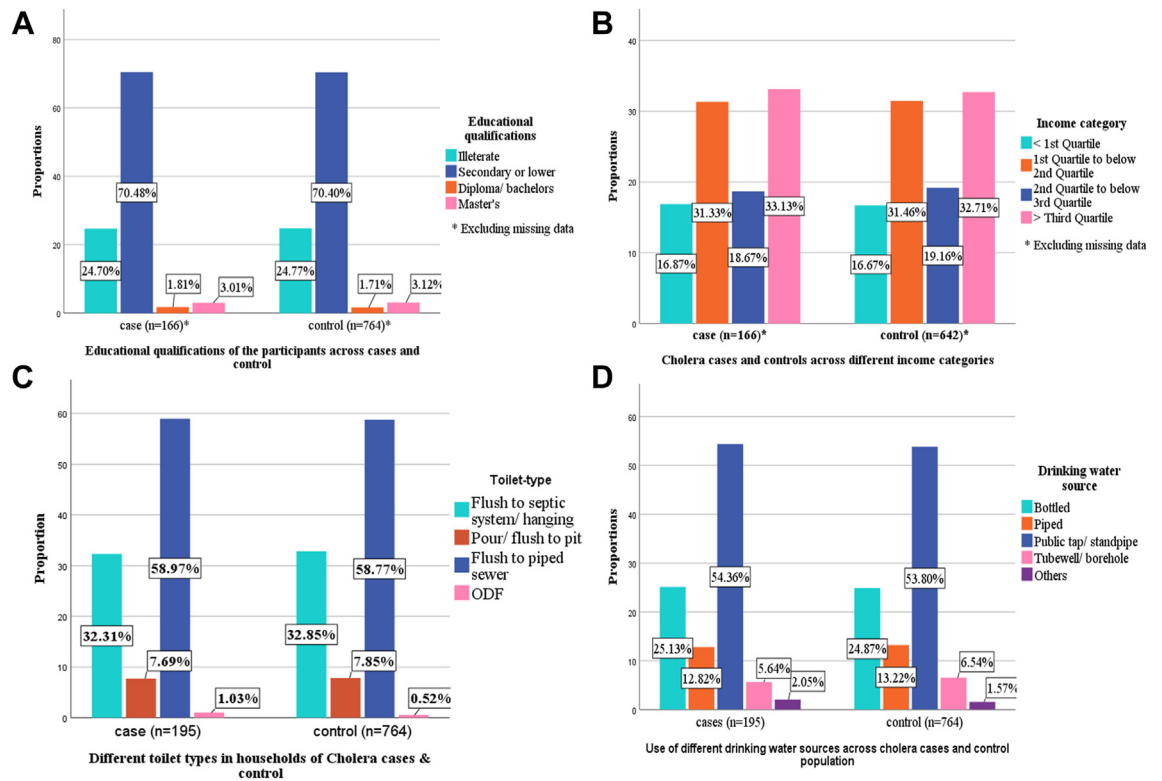 A
Proportions
80
60
40
20
0
24.70%
70.48%
1.81%
3.01%
24.77%
70.40%
1.71%
3.12%
case (n=166)*
control (n=764)*
Educational qualifications of the participants across cases and
control
Educational
qualifications
Illeterate
Secondary or lower
Diploma/ bachelors
Master's
* Excluding missing data
B
Proportions
40
30
20
10
0
16.87%
31.33%
18.67%
33.13%
16.67%
31.46%
19.16%
32.71%
case (n=166)*
control (n=642)*
Cholera cases and controls across different income categories
Income category
< 1st Quartile
1st Quartile to below
2nd Quartile
2nd Quartile to below
3rd Quartile
> Third Quartile
* Excluding missing data
C
Proportion
60
50
40
30
20
10
0
32.31%
7.69%
58.97%
1.03%
32.85%
7.85%
58.77%
0.52%
case (n=195)
control (n=764)
Different toilet types in households of Cholera cases &
control
Toilet-type
Flush to septic
system/ hanging
Pour/ flush to pit
Flush to piped
sewer
ODF
D
Proportions
60
50
40
30
20
10
0
25.13%
12.82%
54.36%
5.64%
2.05%
24.87%
13.22%
53.80%
6.54%
1.57%
cases (n=195)
control (n=764)
Use of different drinking water sources across cholera cases and control
population
Drinking water
source
Bottled
Piped
Public tap/ standpipe
Tubewell/ borehole
Others